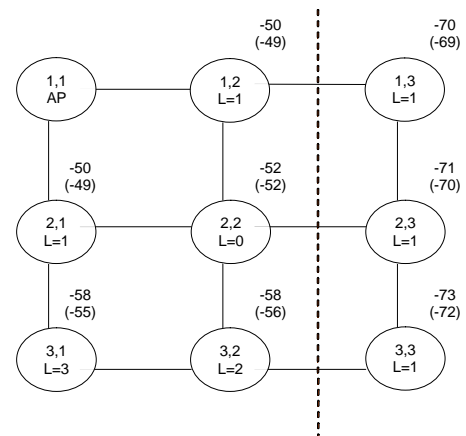 -50
(-49)
-70
(-69)
1,1
AP
1,2
L=1
1,3
L=1
-50
(-49)
-52
(-52)
-71
(-70)
2,1
L=1
2,2
L=0
2,3
L=1
-58
(-55)
-58
(-56)
-73
(-72)
3,1
L=3
3,2
L=2
3,3
L=1